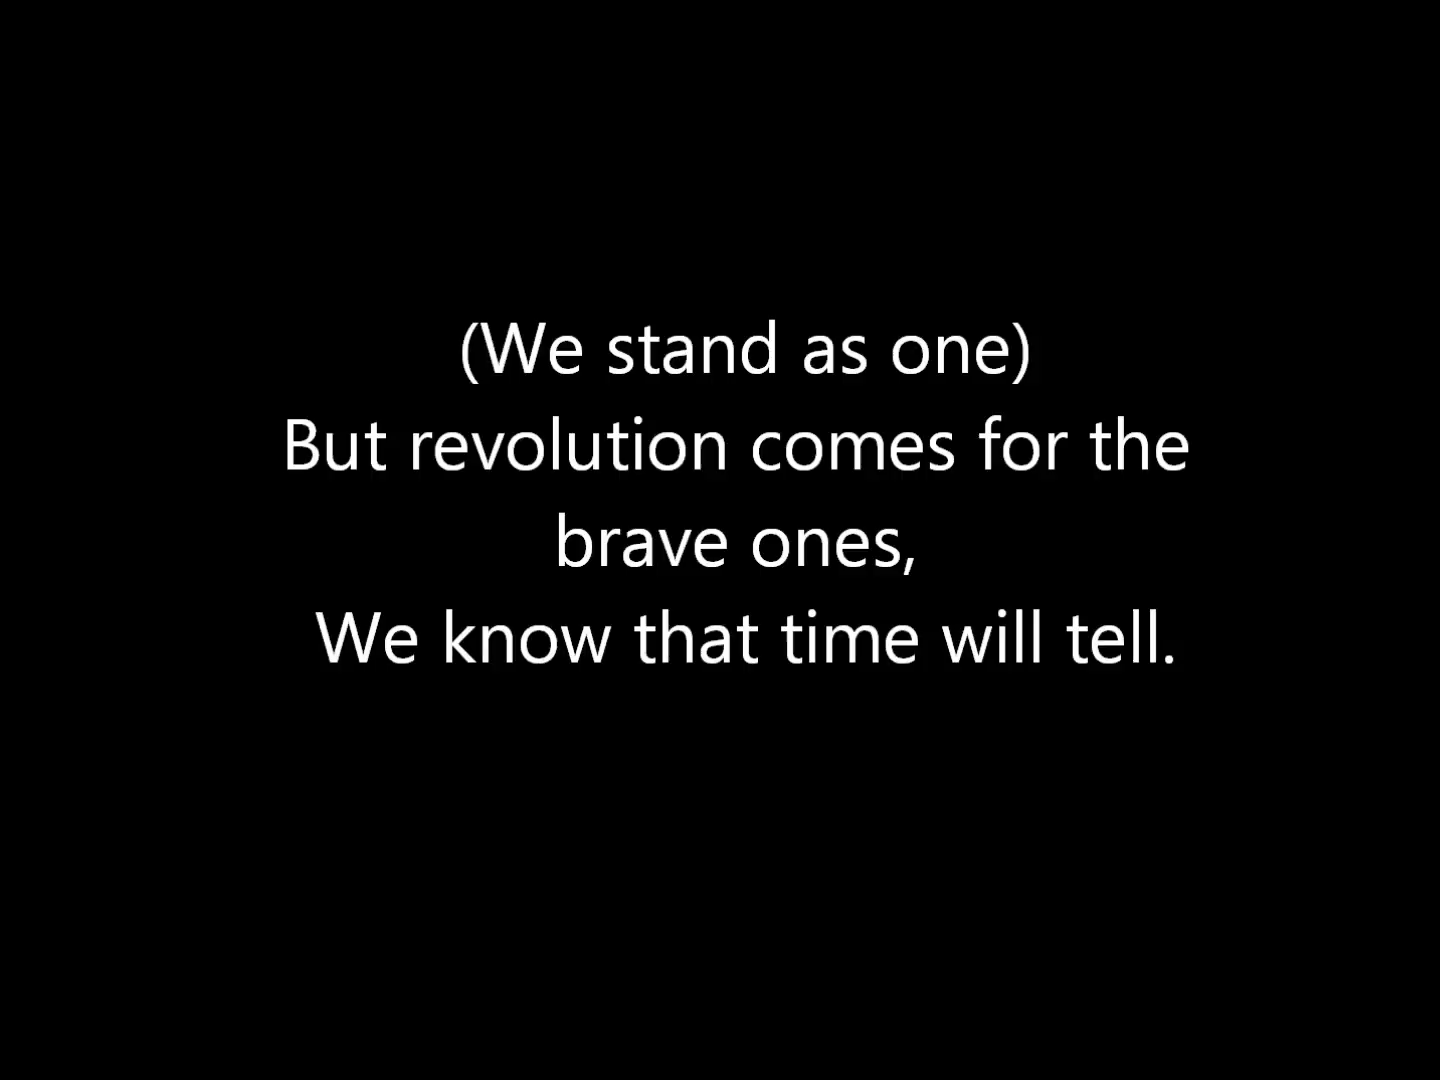 (We stand as one)
But revolution comes for the
brave ones,
We know that time will tell.